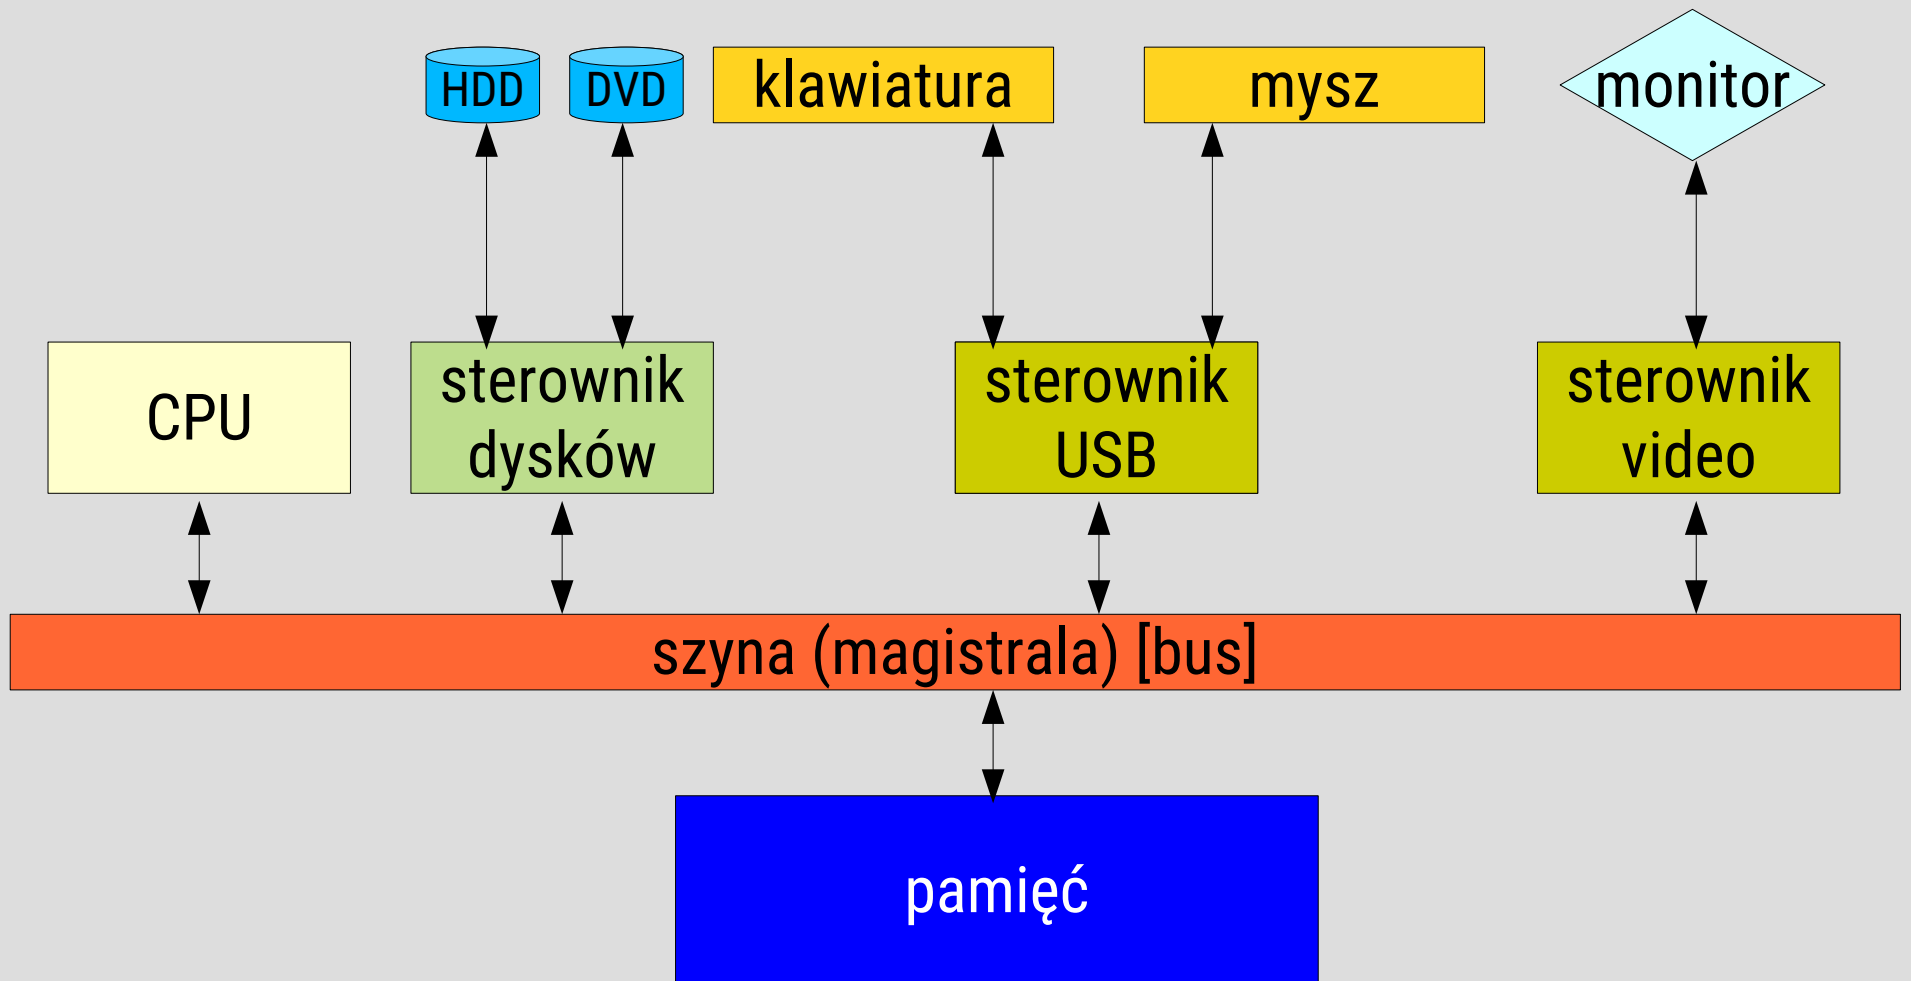 HDD
DVD
klawiatura
mysz
monitor
CPU
sterownik
dysków
sterownik
USB
sterownik
video
szyna (magistrala) [bus]
pamięć